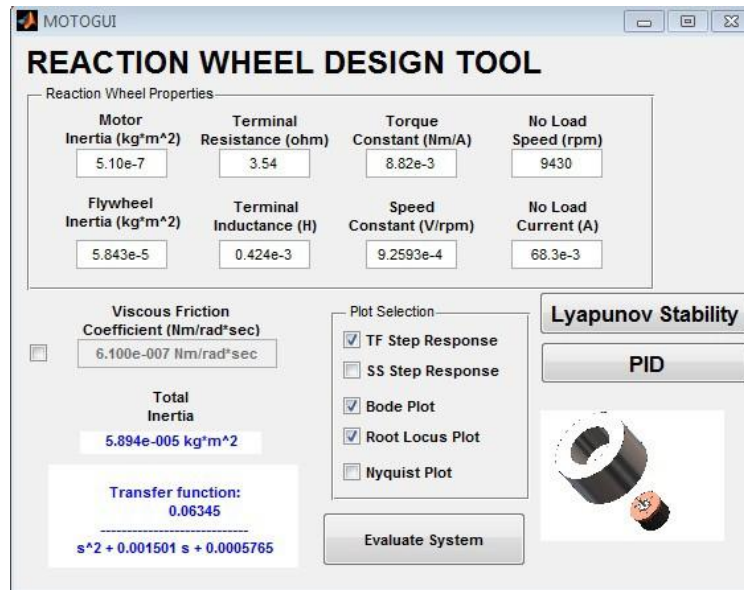 MOTOGUI
REACTION WHEEL DESIGN TOOL
Reaction Wheel Properties
Motor Terminal Torque No Load
Inertia (kg*m^2) Resistance (ohm) Constant (Nm/A) Speed (rpm)
5.10e-7 3.54 8.82e-3 9430
Flywheel Terminal Speed No Load
Inertia (kg*m^2) Inductance (H) Constant (V/rpm) Current (A)
5.843e-5 0.424e-3 9.2593e-4 68.3e-3
Viscous Friction
Coefficient (Nm/rad*sec)
6.100e-007 Nm/rad*sec
Total
Inertia
5.894e-005 kg*m^2
Transfer function:
0.06345
----------------------------
s^2 + 0.001501 s + 0.0005765
Plot Selection
TF Step Response
SS Step Response
Bode Plot
Root Locus Plot
Nyquist Plot
Evaluate System
Lyapunov Stability
PID